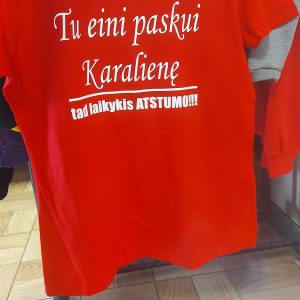 Tu eini paskui
Karalienę
tad laikykis ATSTUMO!!!